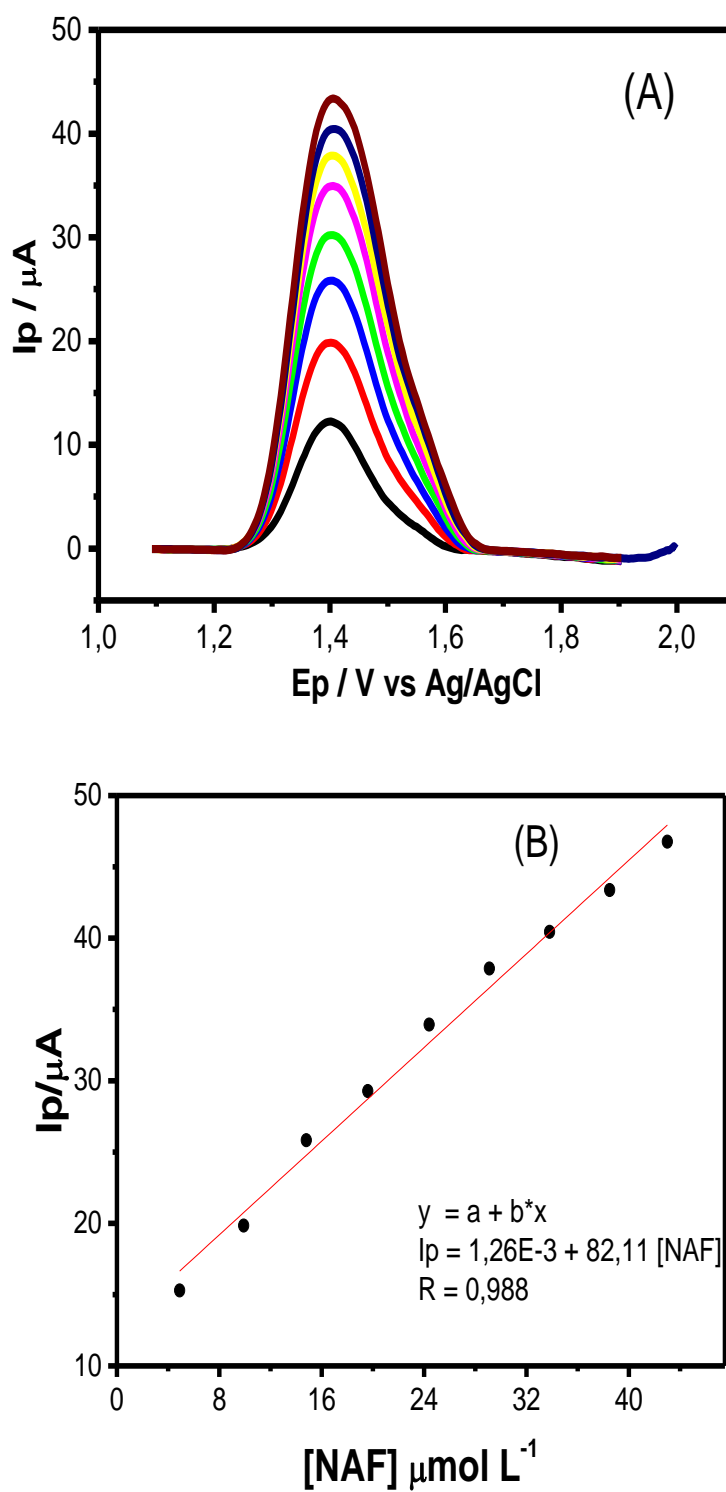 (A)
50
40
30
20
10
0
Ip / μA
1,0 1,2 1,4 1,6 1,8 2,0
Ep / V vs Ag/AgCl
(B)
50
40
30
20
10
Ip/μA
y = a + b*x
Ip = 1,26E-3 + 82,11 [NAF]
R = 0,988
0 8 16 24 32 40
[NAF] μmol L⁻¹